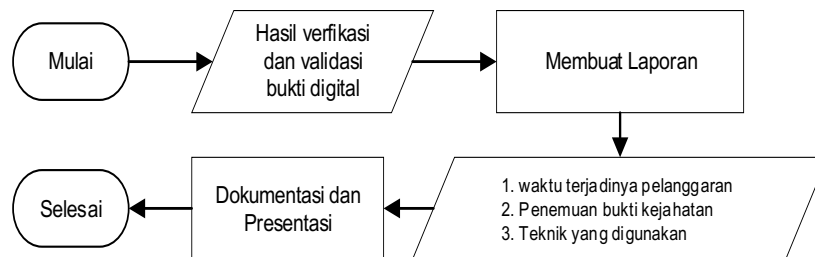 Mulai
Hasil verfikasi
dan validasi
bukti digital
Membuat Laporan
1. waktu terjadinya pelanggaran
2. Penemuan bukti kejahatan
3. Teknik yang digunakan
Dokumentasi dan
Presentasi
Selesai